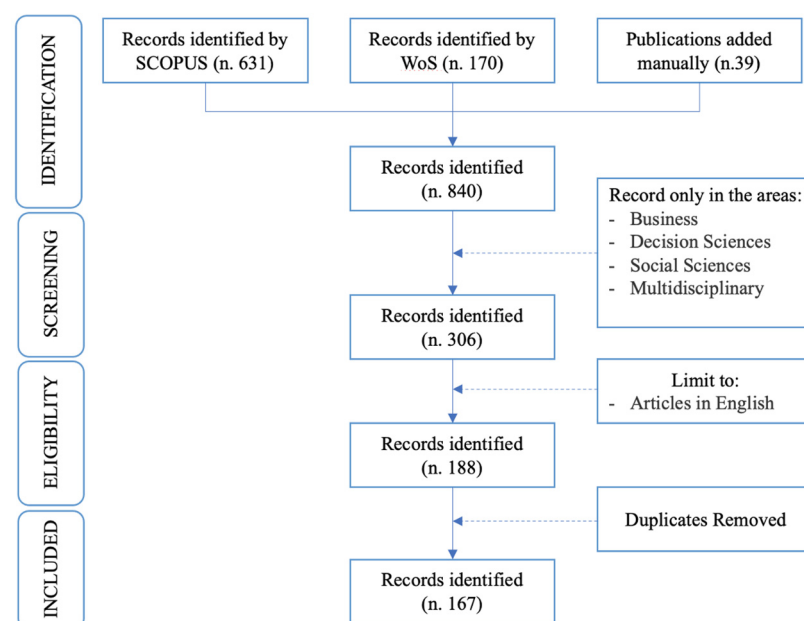 IDENTIFICATION
Records identified by
SCOPUS (n. 631)
Records identified by
WoS (n. 170)
Publications added
manually (n.39)
Records identified
(n. 840)
SCREENING
Record only in the areas:
- Business
- Decision Sciences
- Social Sciences
- Multidisciplinary
Records identified
(n. 306)
ELIGIBILITY
Limit to:
- Articles in English
Records identified
(n. 188)
INCLUDED
Duplicates Removed
Records identified
(n. 167)